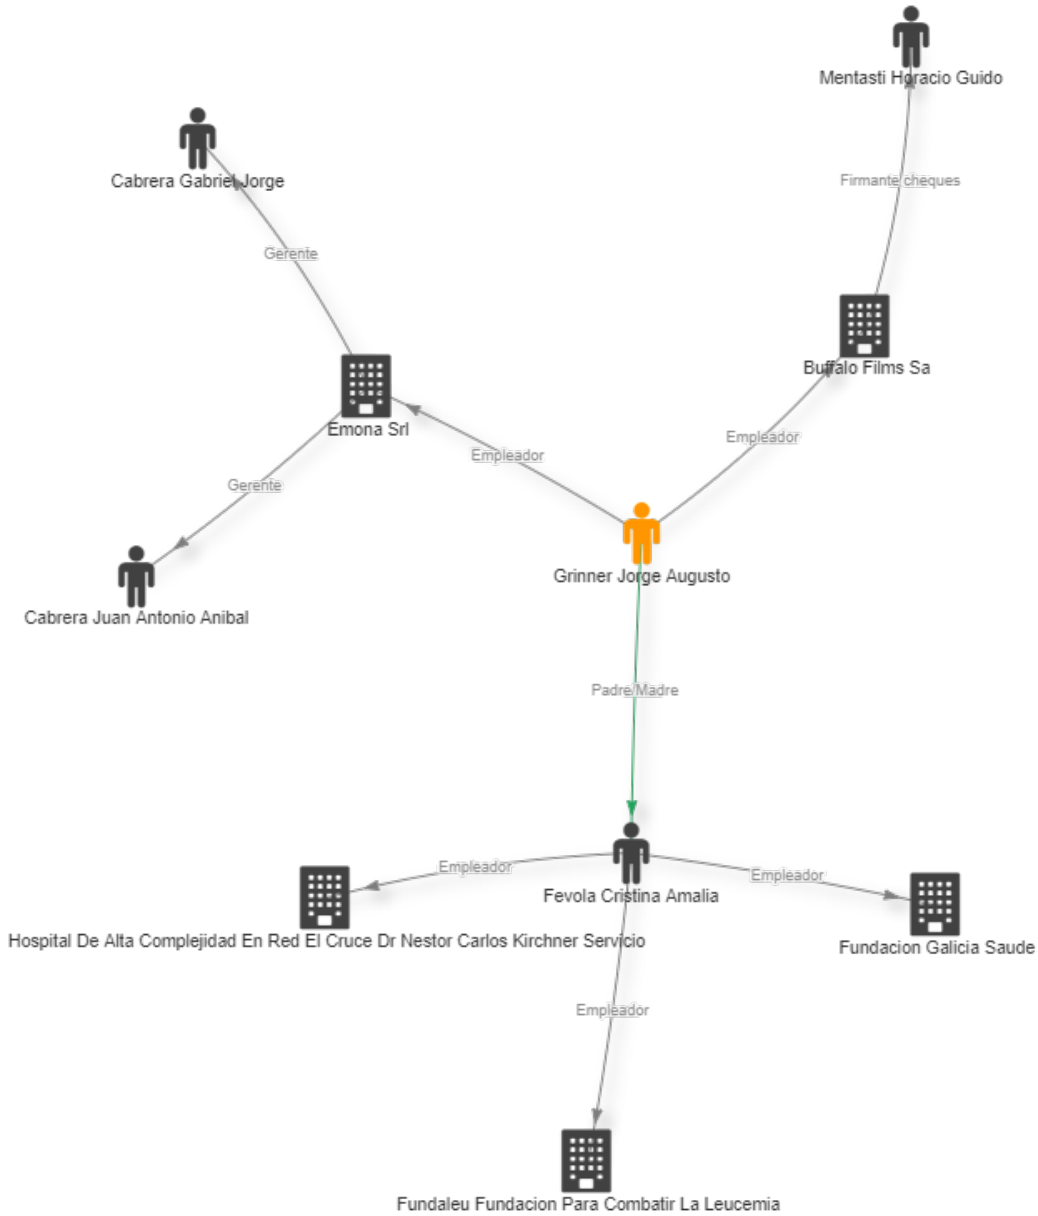 Mentasti Horacio Guido
Cabrera Gabriel Jorge
Firmante cheques
Gerente
Buffalo Films Sa
Emona Srl
Empleador
Empleador
Gerente
Grinner Jorge Augusto
Cabrera Juan Antonio Anibal
Padre/Madre
Empleador
Empleador
Fevola Cristina Amalia
Hospital De Alta Complejidad En Red El Cruce Dr Nestor Carlos Kirchner Servicio
Fundacion Galicia Saude
Empleador
Fundaleu Fundacion Para Combatir La Leucemia